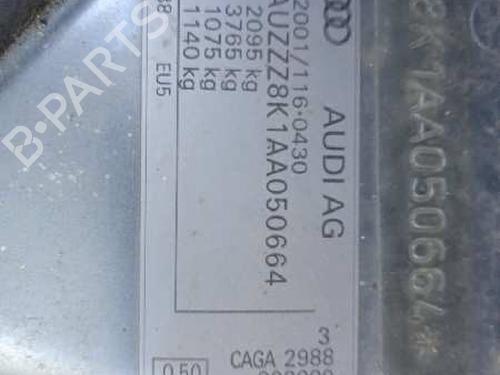 AUDI AG
2001/116*0430
AUZZZ8K1AA050664
2095 kg
3765 kg
1075 kg
1140 kg
EU5
3
CAGA 2988
0.50
8K1AA050664*
B-PARTS